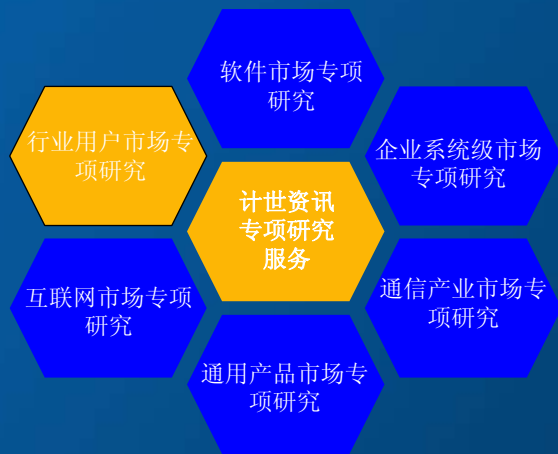 软件市场专项
研究
行业用户市场专
项研究
企业系统级市场
专项研究
计世资讯
专项研究
服务
互联网市场专项
研究
通信产业市场专
项研究
通用产品市场专
项研究